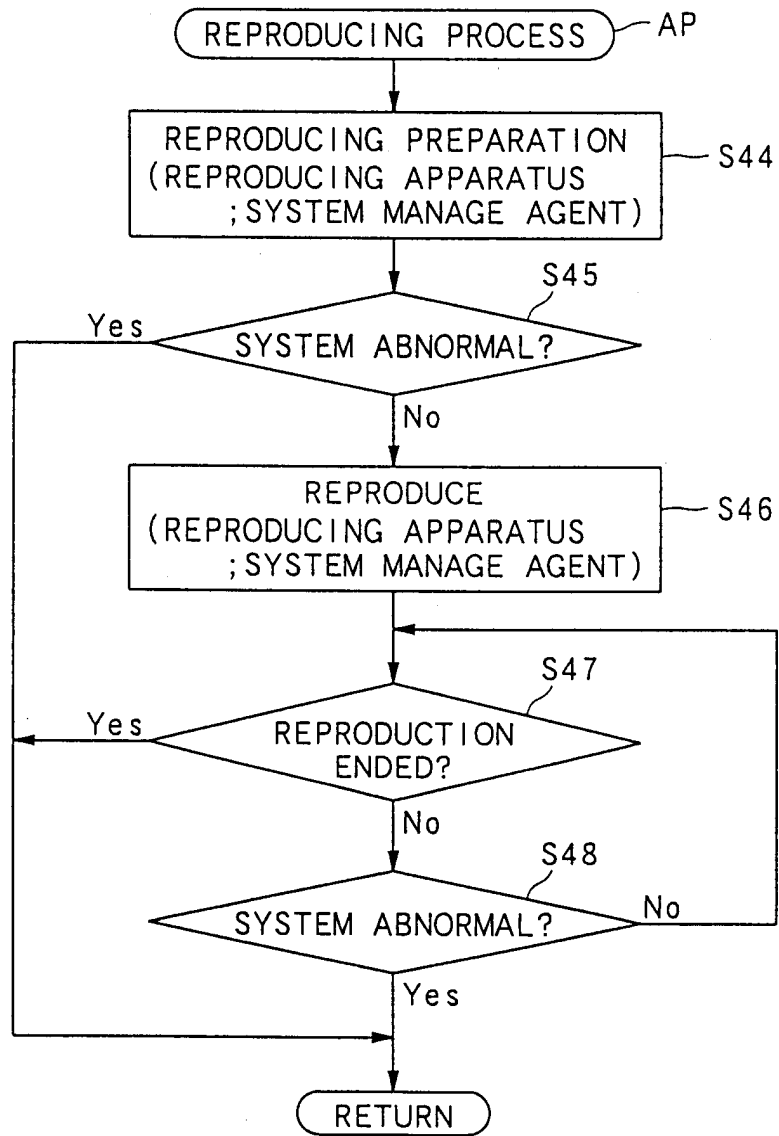 REPRODUCING PROCESS
AP
REPRODUCING PREPARATION
(REPRODUCING APPARATUS
;SYSTEM MANAGE AGENT)
S44
S45
Yes
SYSTEM ABNORMAL?
No
REPRODUCE
(REPRODUCING APPARATUS
;SYSTEM MANAGE AGENT)
S46
S47
Yes
REPRODUCTION
ENDED?
No
S48
SYSTEM ABNORMAL?
No
Yes
RETURN